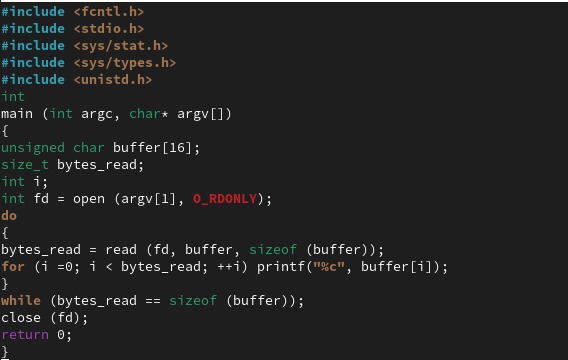 #include <fcntl.h>
#include <stdio.h>
#include <sys/stat.h>
#include <sys/types.h>
#include <unistd.h>
int
main (int argc, char* argv[])
{
unsigned char buffer[16];
size_t bytes_read;
int i;
int fd = open (argv[1], O_RDONLY);
do
{
bytes_read = read (fd, buffer, sizeof (buffer));
for (i =0; i < bytes_read; ++i) printf("%c", buffer[i]);
}
while (bytes_read == sizeof (buffer));
close (fd);
return 0;
}